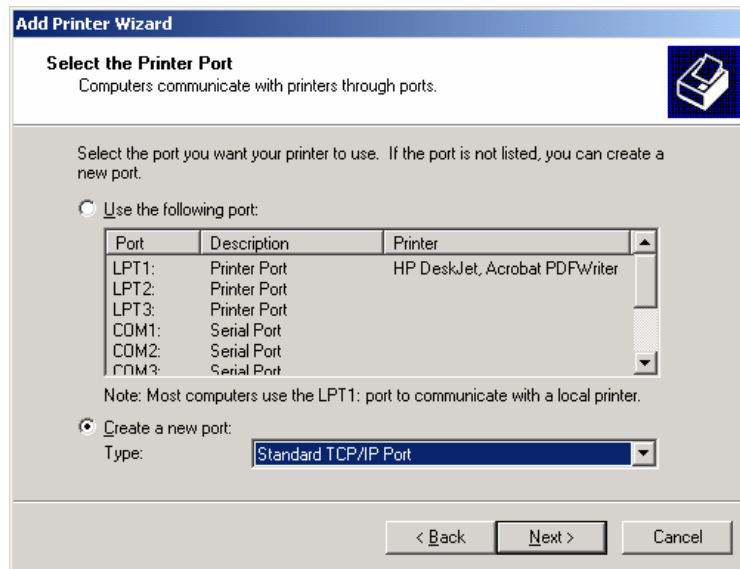 Add Printer Wizard
Select the Printer Port
Computers communicate with printers through ports.
Select the port you want your printer to use. If the port is not listed, you can create a
new port.
Use the following port:
Port Description Printer
LPT1: Printer Port HP DeskJet, Acrobat PDFWriter
LPT2: Printer Port
LPT3: Printer Port
COM1: Serial Port
COM2: Serial Port
COM3: Serial Port
Note: Most computers use the LPT1: port to communicate with a local printer.
Create a new port:
Type: Standard TCP/IP Port
< Back Next > Cancel